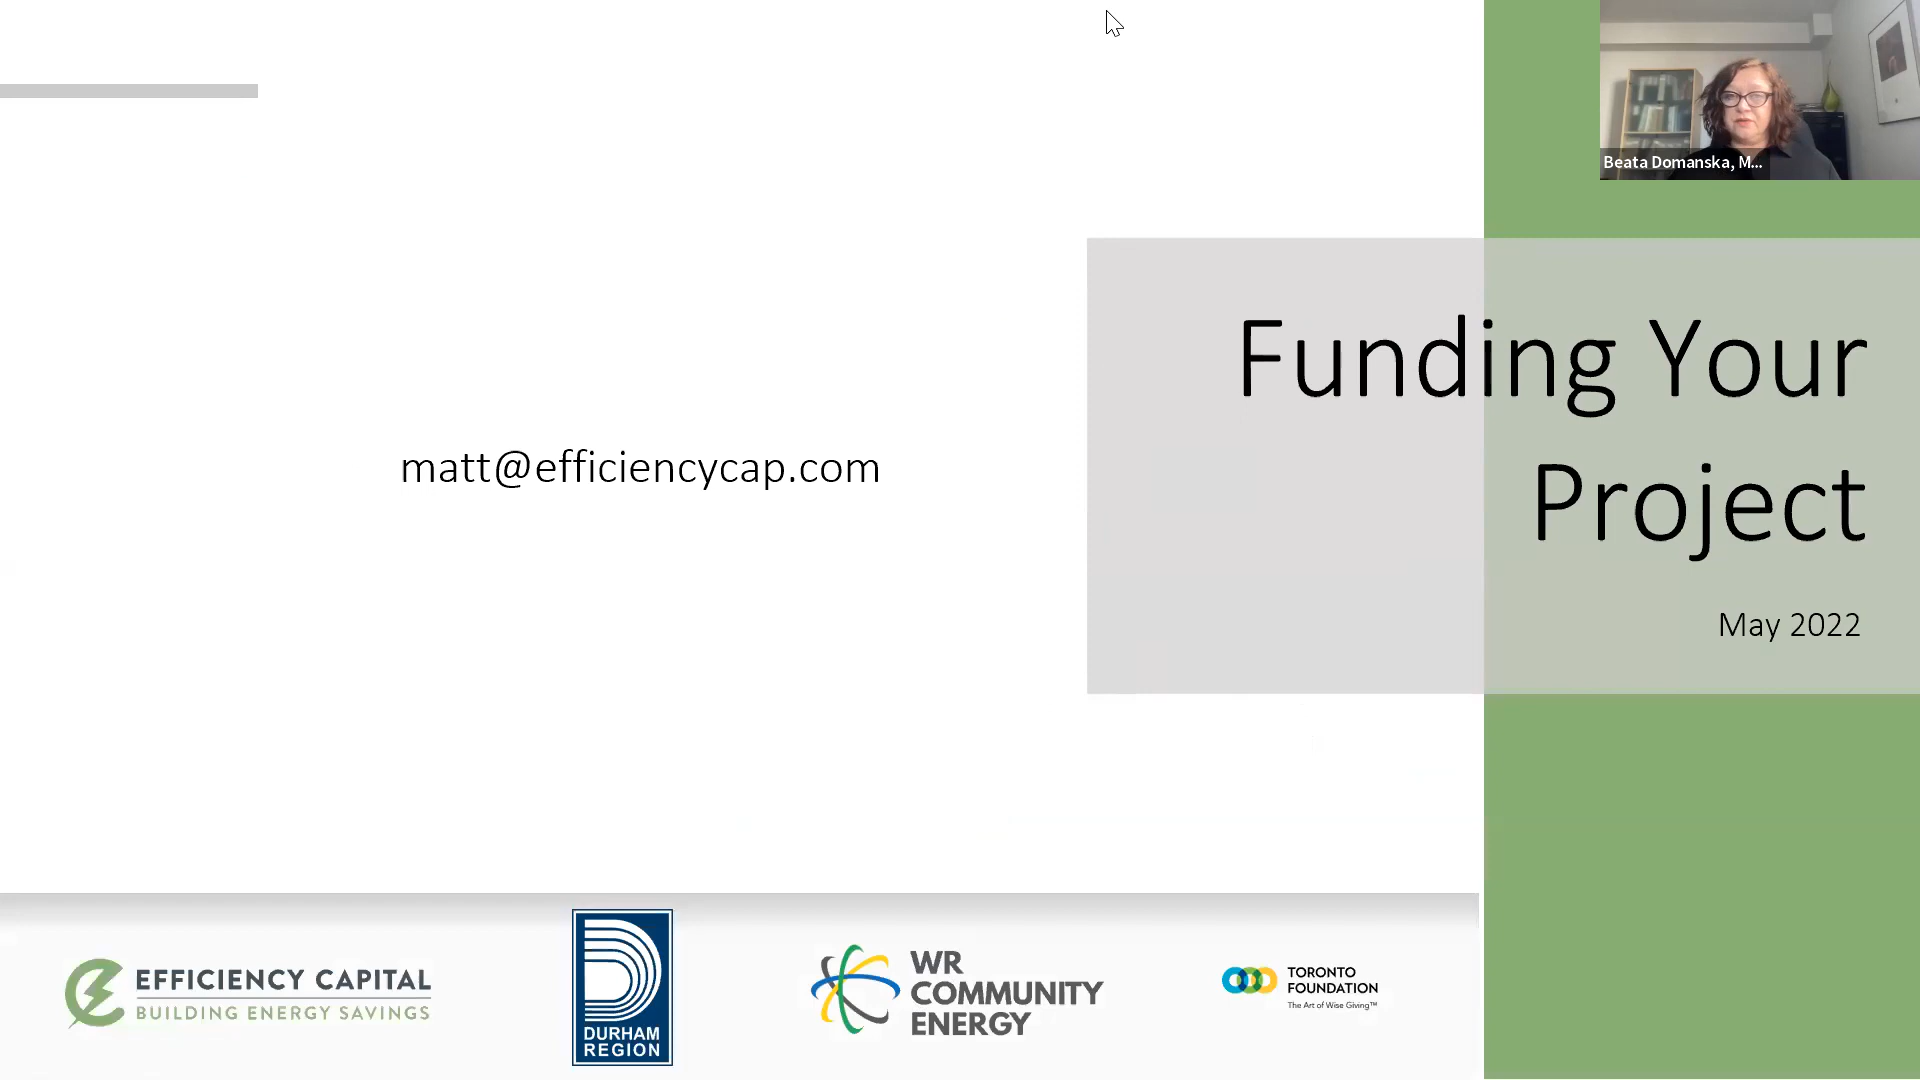 Beata Domanska, M...
Funding Your
Project
matt@efficiencycap.com
May 2022
EFFICIENCY CAPITAL
BUILDING ENERGY SAVINGS
DURHAM
REGION
WR
COMMUNITY
ENERGY
TORONTO
FOUNDATION
The Art of Wise Giving™